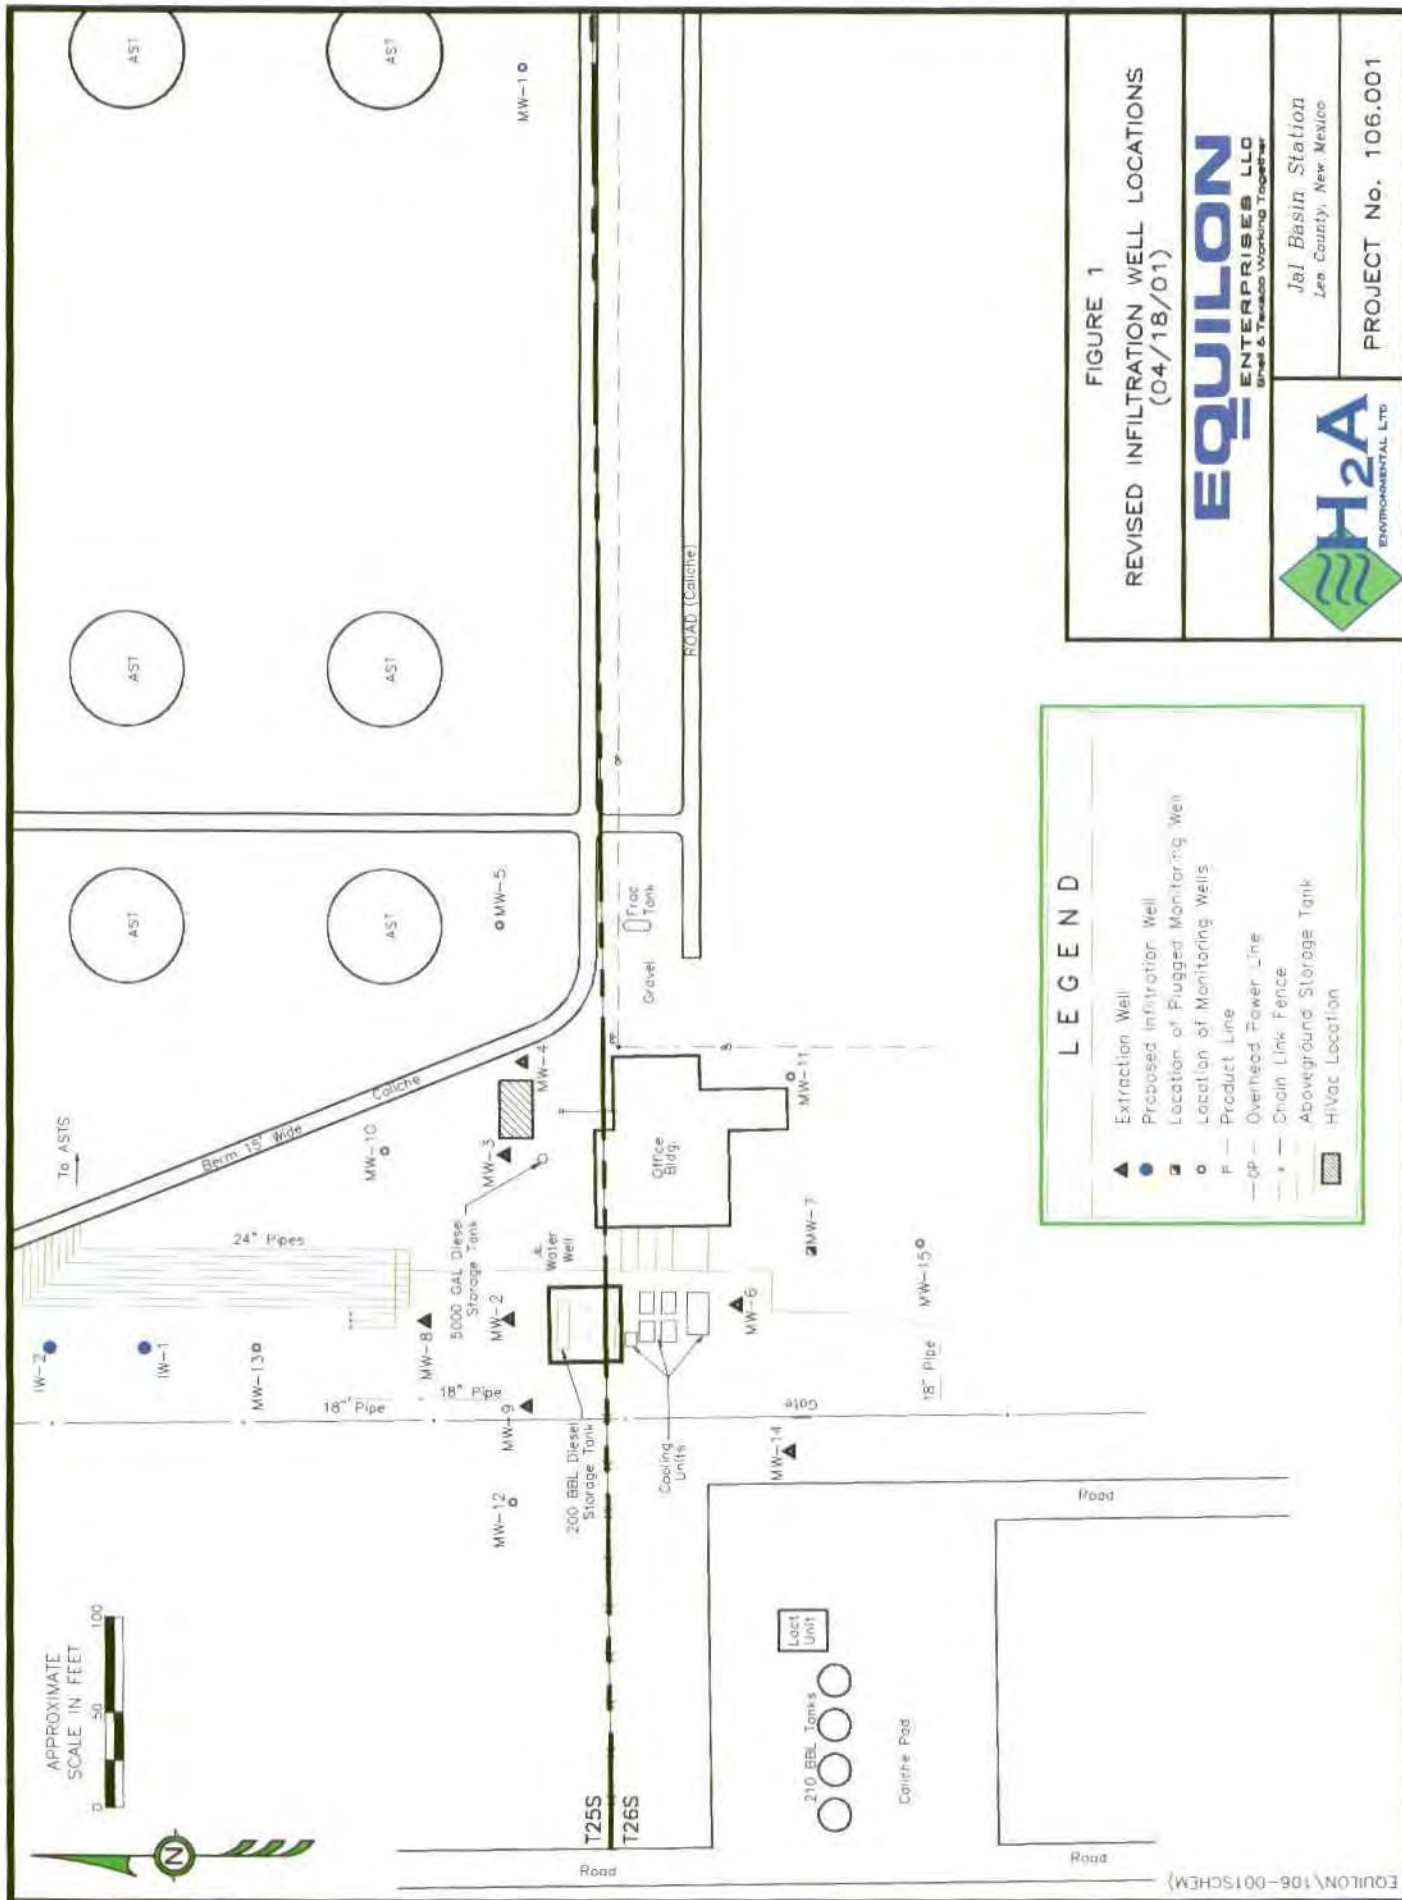 APPROXIMATE
SCALE IN FEET
0 50 100
N
IW-2
IW-1
MW-13
18" Pipe
18" Pipe
To ASTS
24" Pipes
Berm 15' Wide
Caliche
MW-10
MW-8
5000 GAL Diesel
Storage Tank
MW-2
MW-9
MW-12
200 BBL Diesel
Storage Tank
Water
Well
MW-3
MW-4
MW-5
AST
AST
AST
AST
AST
AST
MW-1
T25S
T26S
Road
Cooling
Units
Office
Bldg.
Gravel
Frac
Tank
OP
ROAD (Caliche)
MW-6
MW-7
MW-11
MW-14
MW-15
Gate
18" Pipe
Lact
Unit
210 BBL Tanks
Caliche Pad
Road
Road
LEGEND
Extraction Well
Proposed Infiltration Well
Location of Plugged Monitoring Well
Location of Monitoring Wells
P Product Line
OP Overhead Power Line
Chain Link Fence
Aboveground Storage Tank
HiVac Location
FIGURE 1
REVISED INFILTRATION WELL LOCATIONS
(04/18/01)
EQUILON
ENTERPRISES LLC
Shell & Texaco Working Together
H2A
ENVIRONMENTAL LTD
Jal Basin Station
Lea County, New Mexico
PROJECT No. 106.001
EQUILON\106-001SCHEM)